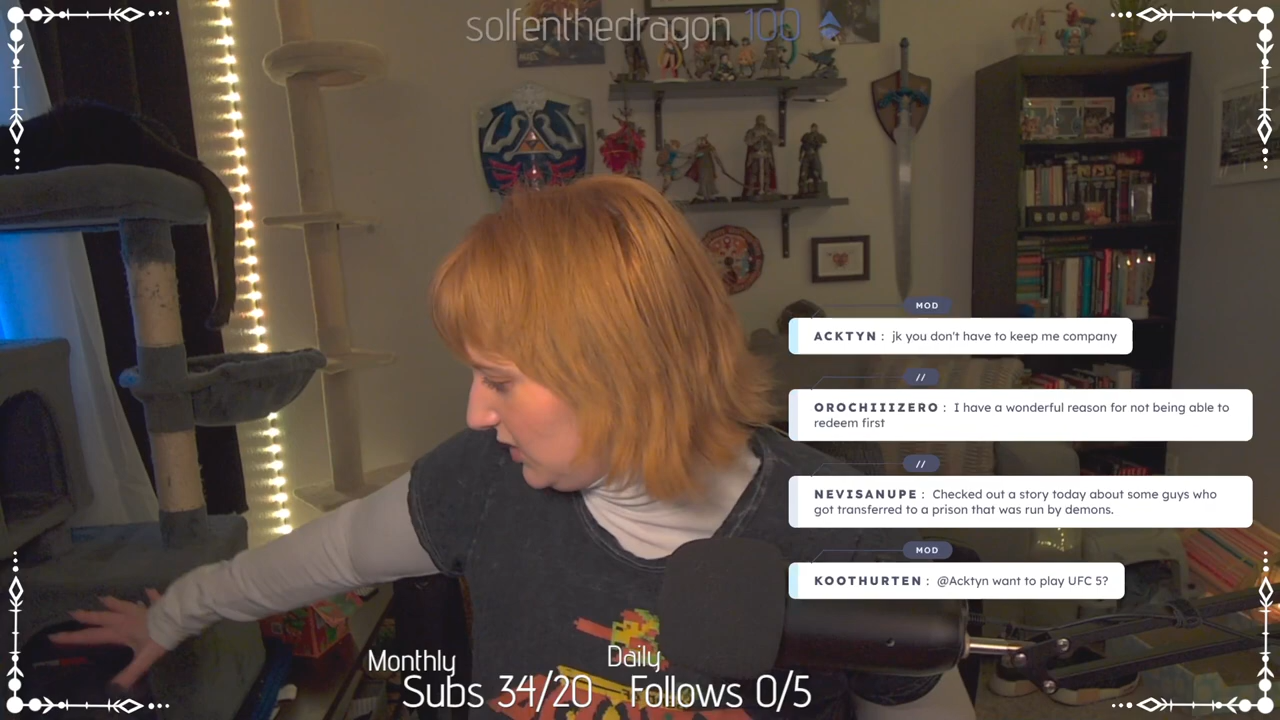 solfenthedragon 100
MOD
ACKTYN : jk you don't have to keep me company
//
OROCHIIIZERO : I have a wonderful reason for not being able to
redeem first
//
NEVISANUPE : Checked out a story today about some guys who
got transferred to a prison that was run by demons.
MOD
KOOTHURTEN : @Acktyn want to play UFC 5?
Monthly
Subs 34/20
Daily
Follows 0/5